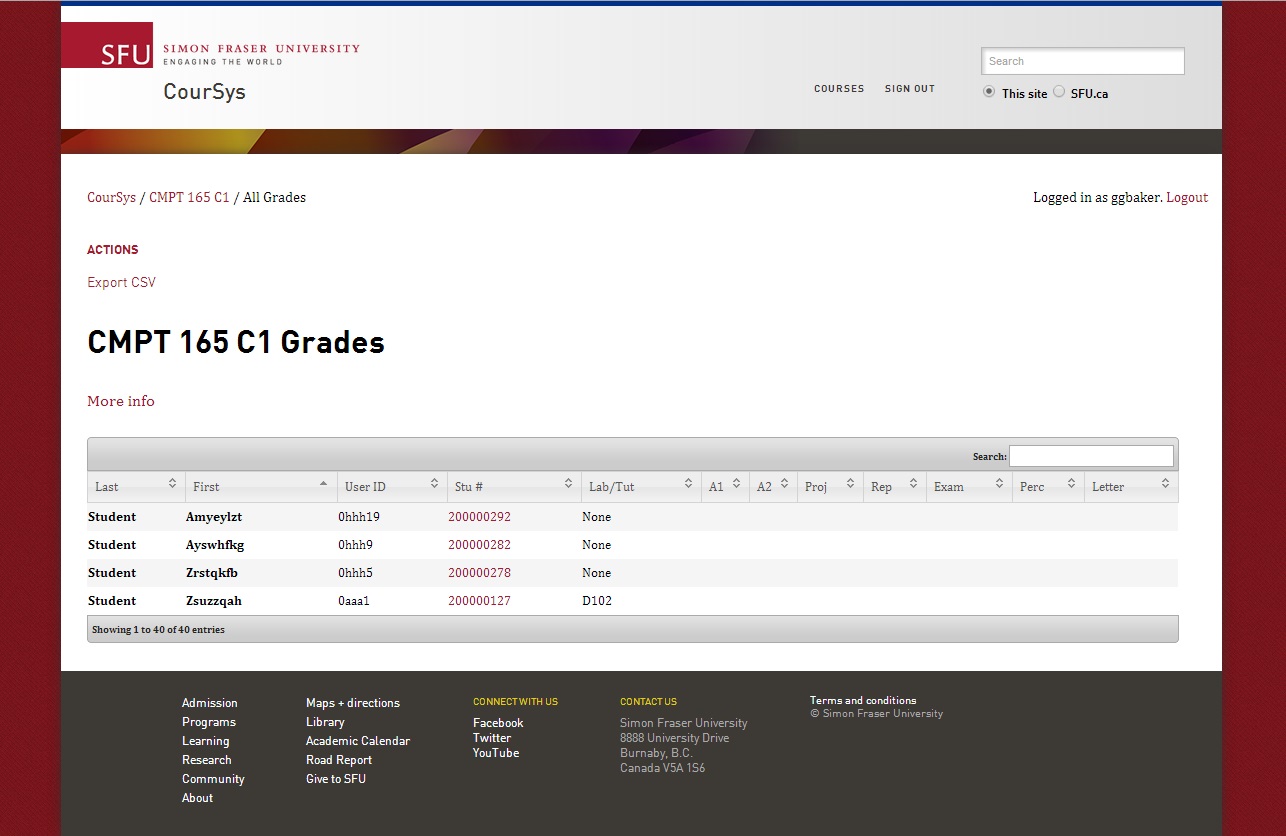 SFU SIMON FRASER UNIVERSITY
ENGAGING THE WORLD
CourSys
COURSES SIGN OUT
Search
This site SFU.ca
CourSys / CMPT 165 C1 / All Grades
Logged in as ggbaker. Logout
ACTIONS
Export CSV
CMPT 165 C1 Grades
More info
Search:
Last First User ID Stu # Lab/Tut A1 A2 Proj Rep Exam Perc Letter
Student Amyeylzt 0hhh19 200000292 None
Student Ayswhfkg 0hhh9 200000282 None
Student Zrstqkfb 0hhh5 200000278 None
Student Zsuzzqah 0aaa1 200000127 D102
Showing 1 to 40 of 40 entries
Admission
Programs
Learning
Research
Community
About
Maps + directions
Library
Academic Calendar
Road Report
Give to SFU
CONNECT WITH US
Facebook
Twitter
YouTube
CONTACT US
Simon Fraser University
8888 University Drive
Burnaby, B.C.
Canada V5A 1S6
Terms and conditions
© Simon Fraser University